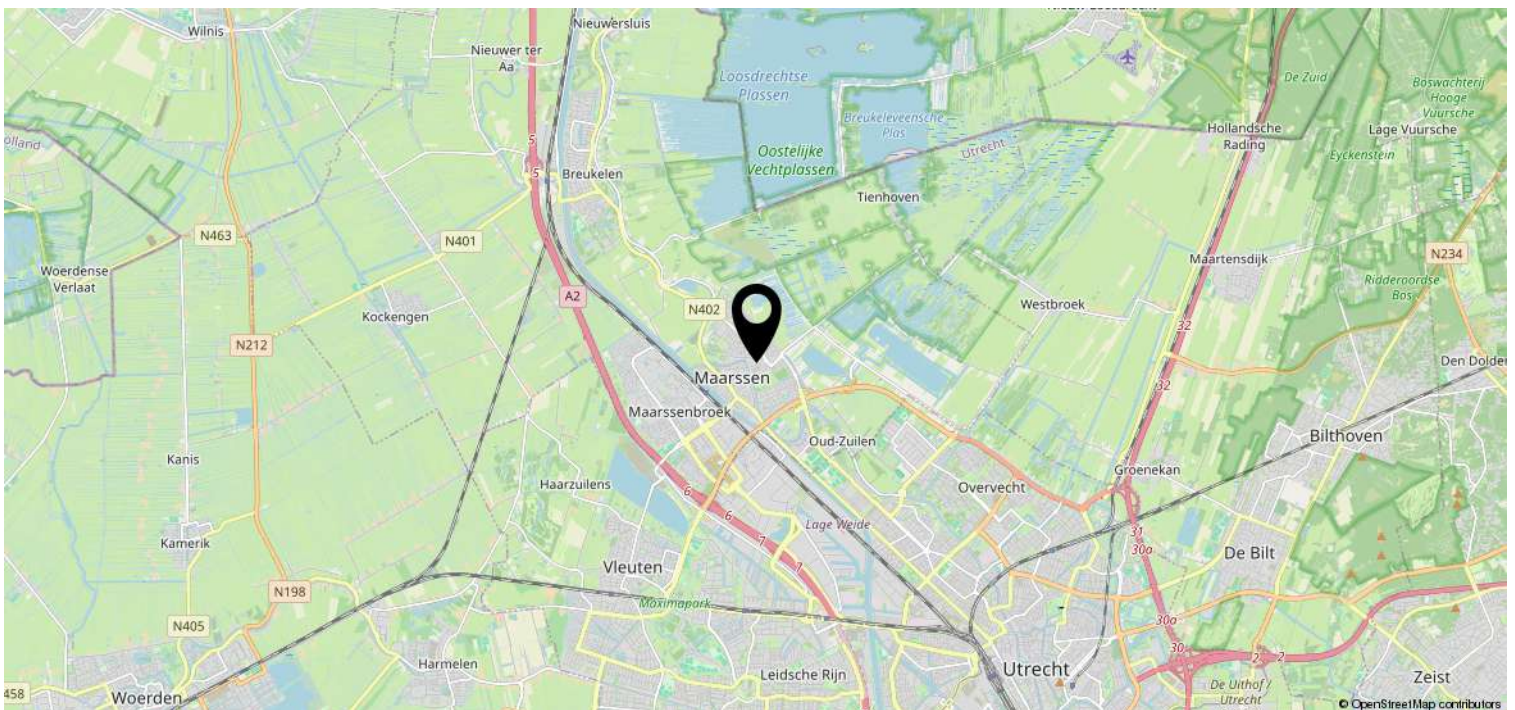 Wilnis
Nieuwersluis
Nieuwer ter
Aa
Loosdrechtse
Plassen
De Zuid
Boswachterij
Hooge
Vuursche
Breukeleveensche
Plas
Hollandsche
Rading
Lage Vuursche
olland
5
5
Oostelijke
Vechtplassen
Utrecht
Eyckenstein
Breukelen
Tienhoven
N463
N401
N234
Woerdense
Verlaat
Maartensdijk
Ridderoordse
Bos
A2
N402
Westbroek
Kockengen
32
N212
Den Dolder
Maarssen
32
Maarssenbroek
Oud-Zuilen
Bilthoven
Kanis
Haarzuilens
Groenekan
6
Overvecht
6
Lage Weide
7
31
Kamerik
30a
De Bilt
7
Vleuten
N198
Maximapark
N405
30a
Harmelen
30
2
2
Leidsche Rijn
Utrecht
458
Woerden
De Uithof /
Utrecht
Zeist
© OpenStreetMap contributors